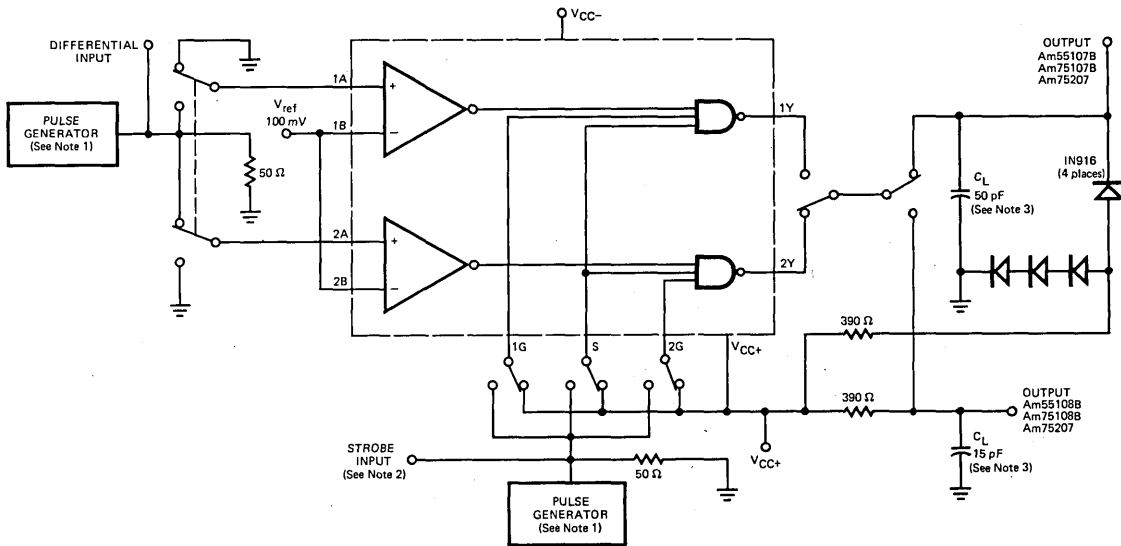 VCC−
DIFFERENTIAL
INPUT
PULSE
GENERATOR
(See Note 1)
50 Ω
Vref
100 mV
1A
1B
2A
2B
1Y
2Y
1G
S
2G
VCC+
OUTPUT
Am55107B
Am75107B
Am75207
IN916
(4 places)
CL
50 pF
(See Note 3)
390 Ω
390 Ω
VCC+
OUTPUT
Am55108B
Am75108B
Am75207
CL
15 pF
(See Note 3)
STROBE
INPUT
(See Note 2)
50 Ω
PULSE
GENERATOR
(See Note 1)
+
−
+
−